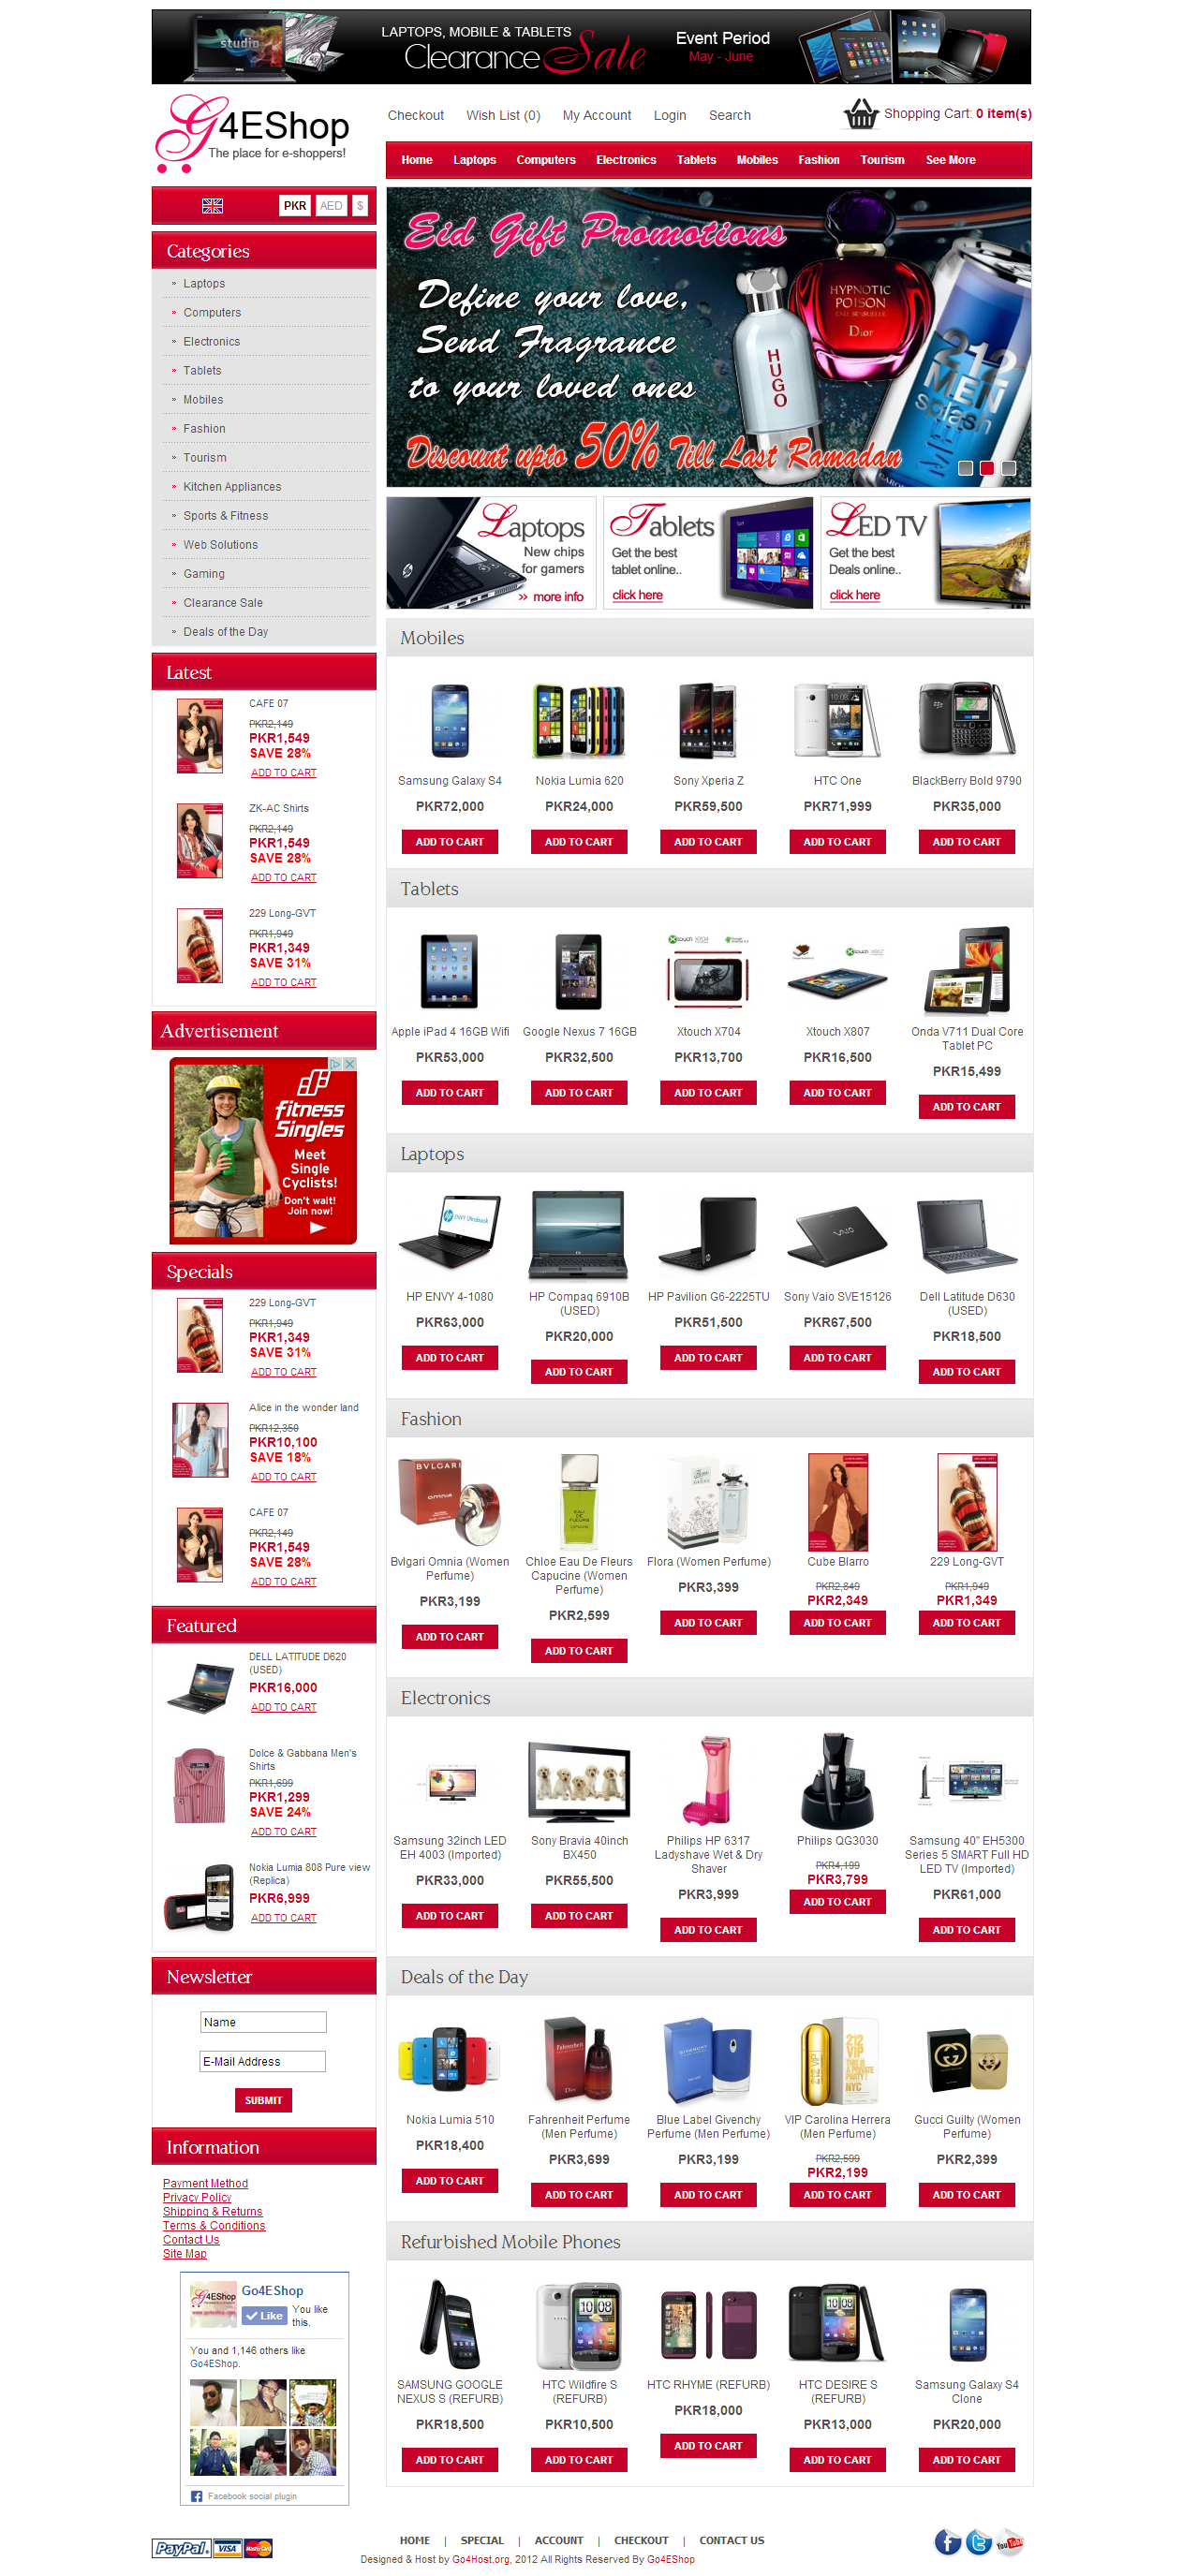 studio
LAPTOPS, MOBILE & TABLETS
Clearance Sale
Event Period
May - June
G4EShop
The place for e-shoppers!
Checkout Wish List (0) My Account Login Search
Shopping Cart: 0 item(s)
Home Laptops Computers Electronics Tablets Mobiles Fashion Tourism See More
PKR AED $
Categories
Laptops
Computers
Electronics
Tablets
Mobiles
Fashion
Tourism
Kitchen Appliances
Sports & Fitness
Web Solutions
Gaming
Clearance Sale
Deals of the Day
Latest
CAFE 07
PKR2,149
PKR1,549
SAVE 28%
ADD TO CART
ZK-AC Shirts
PKR2,149
PKR1,549
SAVE 28%
ADD TO CART
229 Long-GVT
PKR1,949
PKR1,349
SAVE 31%
ADD TO CART
Advertisement
fitness
Singles
Meet
Single
Cyclists!
Don't wait!
Join now!
Specials
229 Long-GVT
PKR1,949
PKR1,349
SAVE 31%
ADD TO CART
Alice in the wonder land
PKR12,350
PKR10,100
SAVE 18%
ADD TO CART
CAFE 07
PKR2,149
PKR1,549
SAVE 28%
ADD TO CART
Featured
DELL LATITUDE D620
(USED)
PKR16,000
ADD TO CART
Dolce & Gabbana Men's
Shirts
PKR1,699
PKR1,299
SAVE 24%
ADD TO CART
Nokia Lumia 808 Pure view
(Replica)
PKR6,999
ADD TO CART
Newsletter
Name
E-Mail Address
SUBMIT
Information
Payment Method
Privacy Policy
Shipping & Returns
Terms & Conditions
Contact Us
Site Map
Go4EShop
Like
You like
this.
You and 1,146 others like
Go4EShop.
Facebook social plugin
Eid Gift Promotions
Define your love,
Send Fragrance
to your loved ones
Discount upto 50% Till Last Ramadan
HUGO
HYPNOTIC
POISON
EAU SENSUELLE
Dior
212
MEN
splash
Laptops
New chips
for gamers
more info
Tablets
Get the best
tablet online..
click here
LED TV
Get the best
Deals online..
click here
Mobiles
Samsung Galaxy S4
PKR72,000
ADD TO CART
Nokia Lumia 620
PKR24,000
ADD TO CART
Sony Xperia Z
PKR59,500
ADD TO CART
HTC One
PKR71,999
ADD TO CART
BlackBerry Bold 9790
PKR35,000
ADD TO CART
Tablets
Apple iPad 4 16GB Wifi
PKR53,000
ADD TO CART
Google Nexus 7 16GB
PKR32,500
ADD TO CART
Xtouch X704
PKR13,700
ADD TO CART
Xtouch X807
PKR16,500
ADD TO CART
Onda V711 Dual Core
Tablet PC
PKR15,499
ADD TO CART
Laptops
HP ENVY 4-1080
PKR63,000
ADD TO CART
HP Compaq 6910B
(USED)
PKR20,000
ADD TO CART
HP Pavilion G6-2225TU
PKR51,500
ADD TO CART
VAIO
Sony Vaio SVE15126
PKR67,500
ADD TO CART
Dell Latitude D630
(USED)
PKR18,500
ADD TO CART
Fashion
BVLGARI
Bvlgari Omnia (Women
Perfume)
PKR3,199
ADD TO CART
Chloe Eau De Fleurs
Capucine (Women
Perfume)
PKR2,599
ADD TO CART
Flora (Women Perfume)
PKR3,399
ADD TO CART
Cube Blarro
PKR2,849
PKR2,349
ADD TO CART
229 Long-GVT
PKR1,949
PKR1,349
ADD TO CART
Electronics
Samsung 32inch LED
EH 4003 (Imported)
PKR33,000
ADD TO CART
Sony Bravia 40inch
BX450
PKR55,500
ADD TO CART
Philips HP 6317
Ladyshave Wet & Dry
Shaver
PKR3,999
ADD TO CART
Philips QG3030
PKR4,199
PKR3,799
ADD TO CART
Samsung 40" EH5300
Series 5 SMART Full HD
LED TV (Imported)
PKR61,000
ADD TO CART
Deals of the Day
Nokia Lumia 510
PKR18,400
ADD TO CART
Fahrenheit Perfume
(Men Perfume)
PKR3,699
ADD TO CART
Blue Label Givenchy
Perfume (Men Perfume)
PKR3,199
ADD TO CART
VIP Carolina Herrera
(Men Perfume)
PKR2,599
PKR2,199
ADD TO CART
Gucci Guilty (Women
Perfume)
PKR2,399
ADD TO CART
Refurbished Mobile Phones
SAMSUNG GOOGLE
NEXUS S (REFURB)
PKR18,500
ADD TO CART
HTC Wildfire S
(REFURB)
PKR10,500
ADD TO CART
HTC RHYME (REFURB)
PKR18,000
ADD TO CART
HTC DESIRE S
(REFURB)
PKR13,000
ADD TO CART
Samsung Galaxy S4
Clone
PKR20,000
ADD TO CART
PayPal VISA MasterCard
HOME | SPECIAL | ACCOUNT | CHECKOUT | CONTACT US
Designed & Host by Go4Host.org, 2012 All Rights Reserved By Go4EShop
You Tube